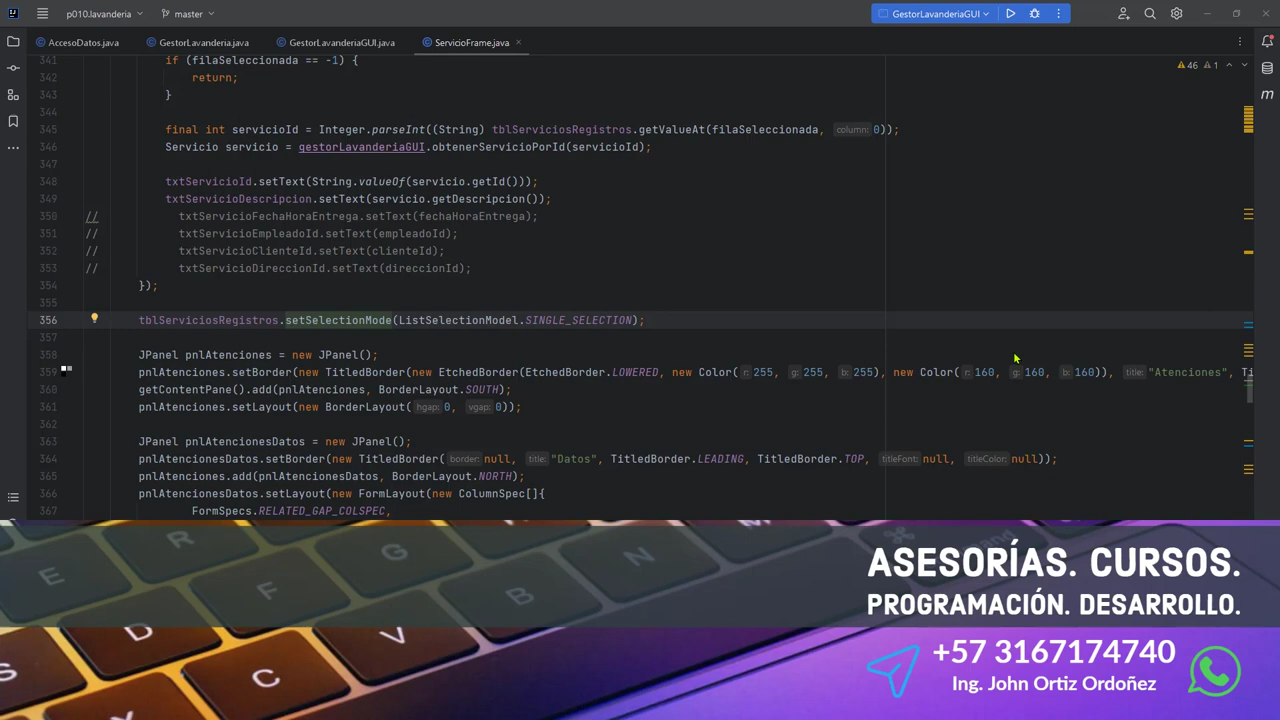 p010.lavanderia
master
GestorLavanderiaGUI
AccesoDatos.java
GestorLavanderia.java
GestorLavanderiaGUI.java
ServicioFrame.java
46 1
341 if (filaSeleccionada == -1) {
342 return;
343 }
344
345 final int servicioId = Integer.parseInt((String) tblServiciosRegistros.getValueAt(filaSeleccionada, column: 0));
346 Servicio servicio = gestorLavanderiaGUI.obtenerServicioPorId(servicioId);
347
348 txtServicioId.setText(String.valueOf(servicio.getId()));
349 txtServicioDescripcion.setText(servicio.getDescripcion());
350 // txtServicioFechaHoraEntrega.setText(fechaHoraEntrega);
351 // txtServicioEmpleadoId.setText(empleadoId);
352 // txtServicioClienteId.setText(clienteId);
353 // txtServicioDireccionId.setText(direccionId);
354 });
355
356 tblServiciosRegistros.setSelectionMode(ListSelectionModel.SINGLE_SELECTION);
357
358 JPanel pnlAtenciones = new JPanel();
359 pnlAtenciones.setBorder(new TitledBorder(new EtchedBorder(EtchedBorder.LOWERED, new Color( r: 255, g: 255, b: 255), new Color( r: 160, g: 160, b: 160)), title: "Atenciones", Ti
360 getContentPane().add(pnlAtenciones, BorderLayout.SOUTH);
361 pnlAtenciones.setLayout(new BorderLayout( hgap: 0, vgap: 0));
362
363 JPanel pnlAtencionesDatos = new JPanel();
364 pnlAtencionesDatos.setBorder(new TitledBorder( border: null, title: "Datos", TitledBorder.LEADING, TitledBorder.TOP, titleFont: null, titleColor: null));
365 pnlAtenciones.add(pnlAtencionesDatos, BorderLayout.NORTH);
366 pnlAtencionesDatos.setLayout(new FormLayout(new ColumnSpec[]{
367 FormSpecs.RELATED_GAP_COLSPEC,
ASESORÍAS. CURSOS.
PROGRAMACIÓN. DESARROLLO.
+57 3167174740
Ing. John Ortiz Ordoñez